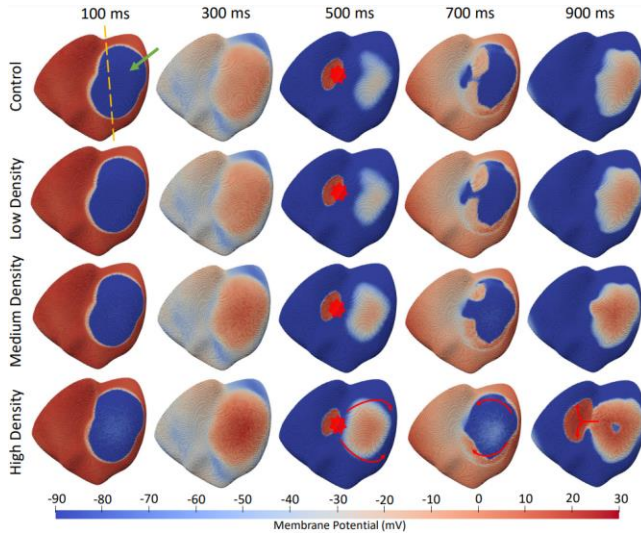 100 ms 300 ms 500 ms 700 ms 900 ms
Control
Low Density
Medium Density
High Density
-90 -80 -70 -60 -50 -40 -30 -20 -10 0 10 20 30
Membrane Potential (mV)